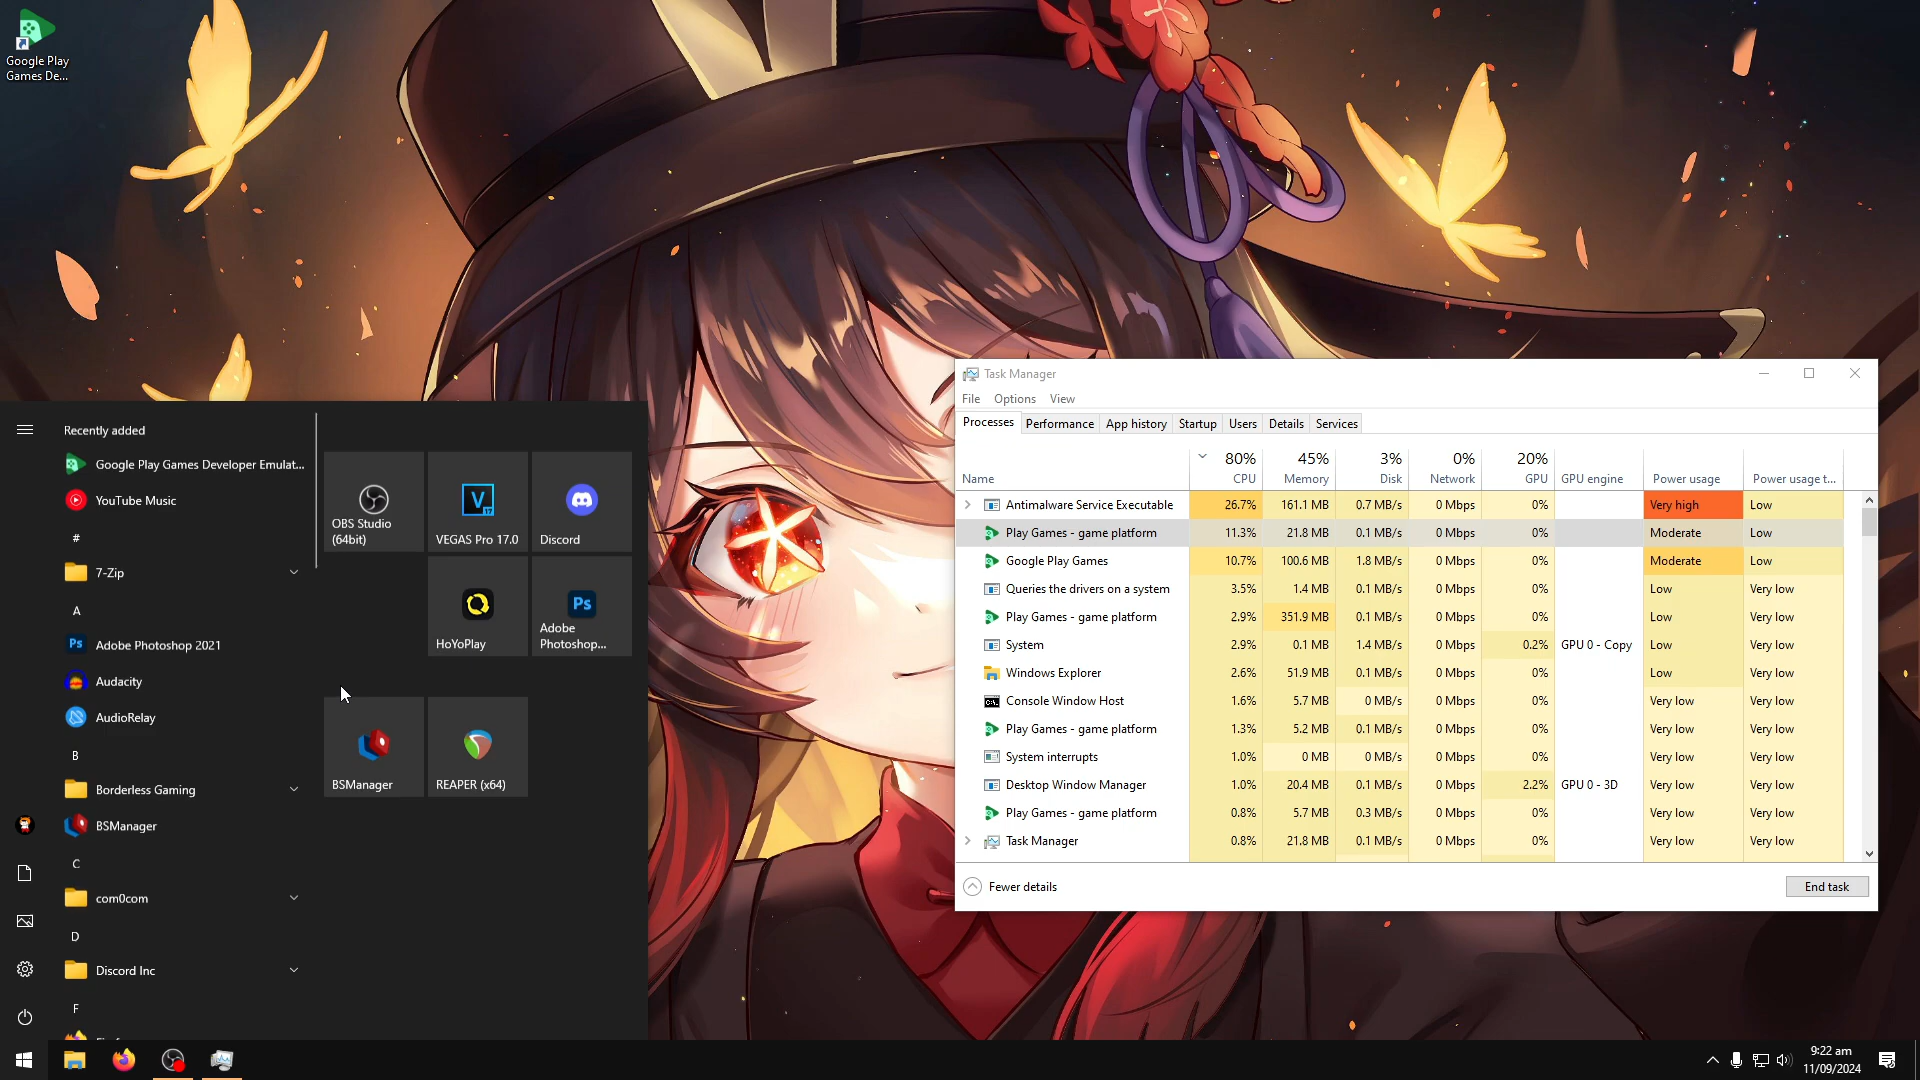 Google Play
Games De...
Recently added
Google Play Games Developer Emulat...
YouTube Music
#
7-Zip
A
Ps Adobe Photoshop 2021
Audacity
AudioRelay
B
Borderless Gaming
BSManager
C
com0com
D
Discord Inc
F
OBS Studio
(64bit)
V 17
VEGAS Pro 17.0
Discord
HoYoPlay
Ps
Adobe
Photoshop...
BSManager
REAPER (x64)
Task Manager
File Options View
Processes Performance App history Startup Users Details Services
80% 45% 3% 0% 20%
Name CPU Memory Disk Network GPU GPU engine Power usage Power usage t...
Antimalware Service Executable 26.7% 161.1 MB 0.7 MB/s 0 Mbps 0% Very high Low
Play Games - game platform 11.3% 21.8 MB 0.1 MB/s 0 Mbps 0% Moderate Low
Google Play Games 10.7% 100.6 MB 1.8 MB/s 0 Mbps 0% Moderate Low
Queries the drivers on a system 3.5% 1.4 MB 0.1 MB/s 0 Mbps 0% Low Very low
Play Games - game platform 2.9% 351.9 MB 0.1 MB/s 0 Mbps 0% Low Very low
System 2.9% 0.1 MB 1.4 MB/s 0 Mbps 0.2% GPU 0 - Copy Low Very low
Windows Explorer 2.6% 51.9 MB 0.1 MB/s 0 Mbps 0% Low Very low
Console Window Host 1.6% 5.7 MB 0 MB/s 0 Mbps 0% Very low Very low
Play Games - game platform 1.3% 5.2 MB 0.1 MB/s 0 Mbps 0% Very low Very low
System interrupts 1.0% 0 MB 0 MB/s 0 Mbps 0% Very low Very low
Desktop Window Manager 1.0% 20.4 MB 0.1 MB/s 0 Mbps 2.2% GPU 0 - 3D Very low Very low
Play Games - game platform 0.8% 5.7 MB 0.3 MB/s 0 Mbps 0% Very low Very low
Task Manager 0.8% 21.8 MB 0.1 MB/s 0 Mbps 0% Very low Very low
Fewer details End task
9:22 am
11/09/2024